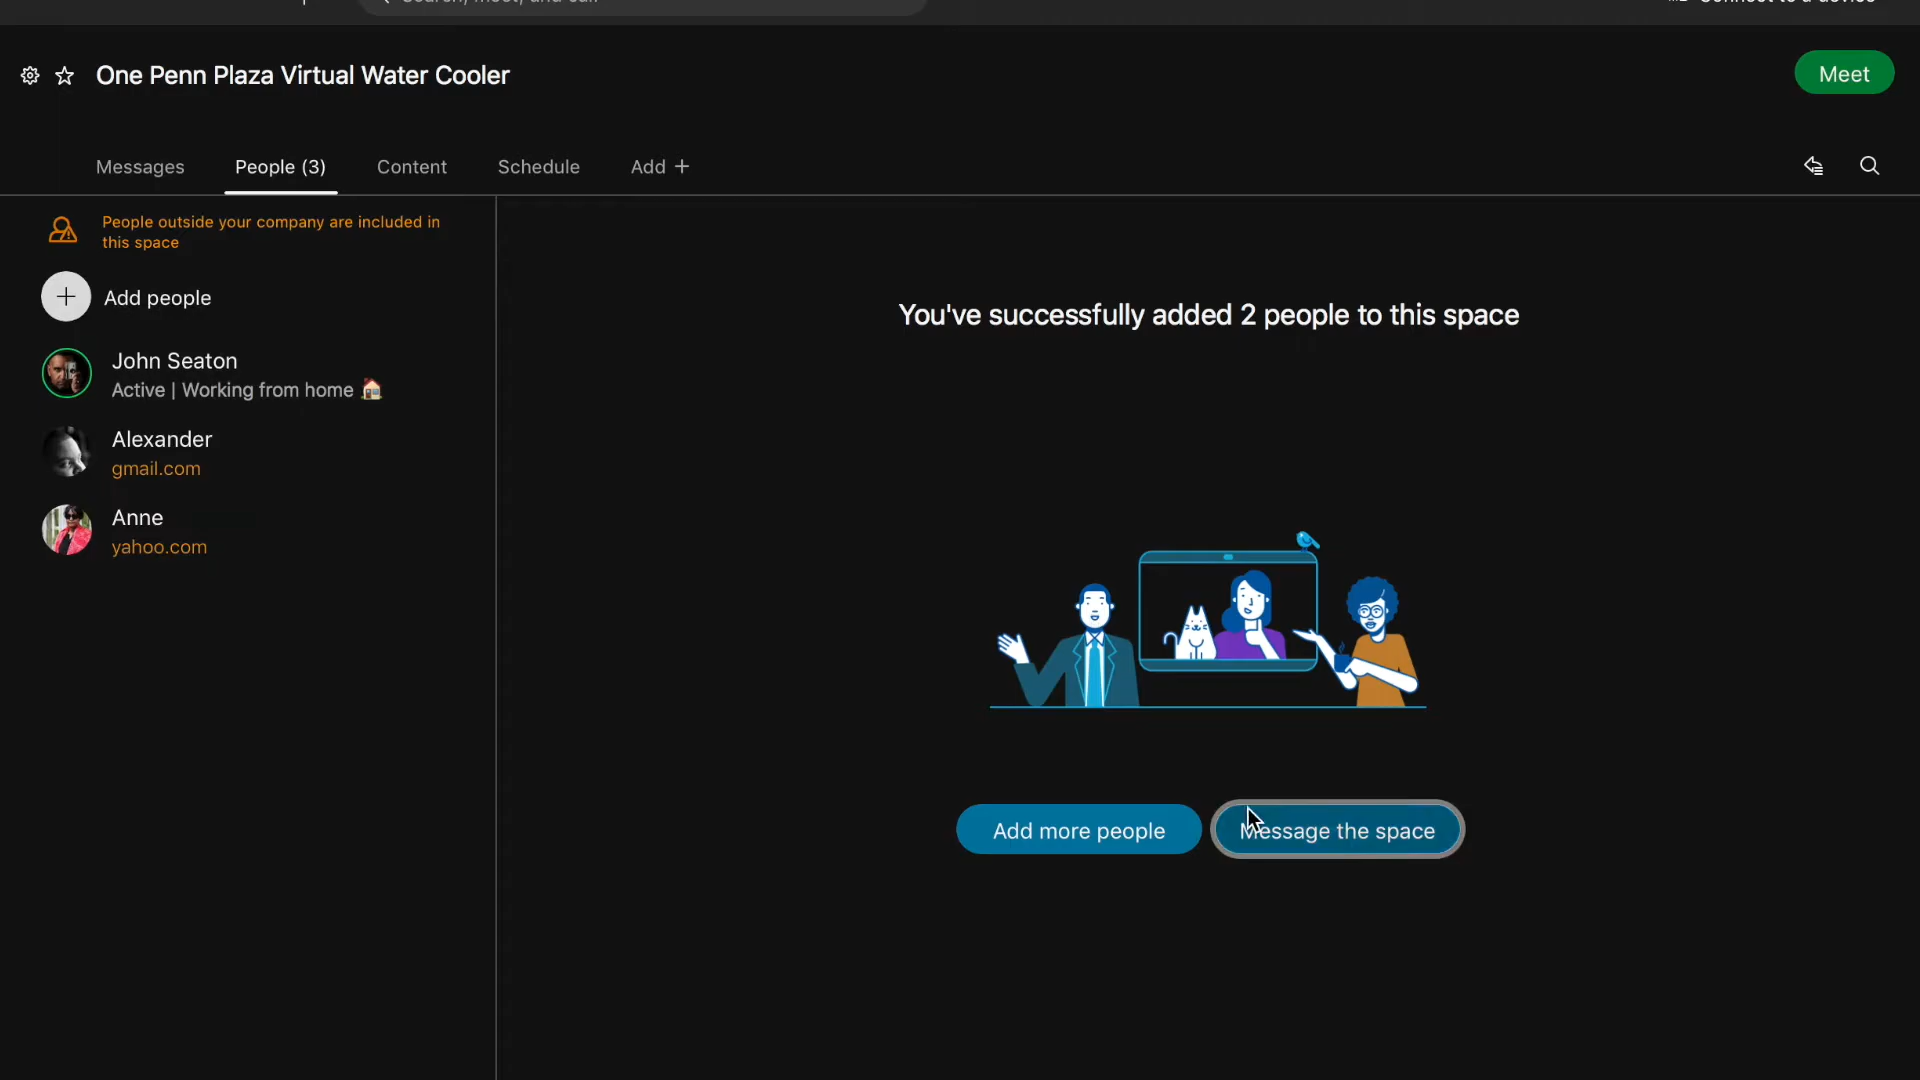 One Penn Plaza Virtual Water Cooler
Meet
Messages
People (3)
Content
Schedule
Add +
People outside your company are included in
this space
Add people
John Seaton
Active | Working from home 🏠
Alexander
gmail.com
Anne
yahoo.com
You've successfully added 2 people to this space
Add more people
Message the space